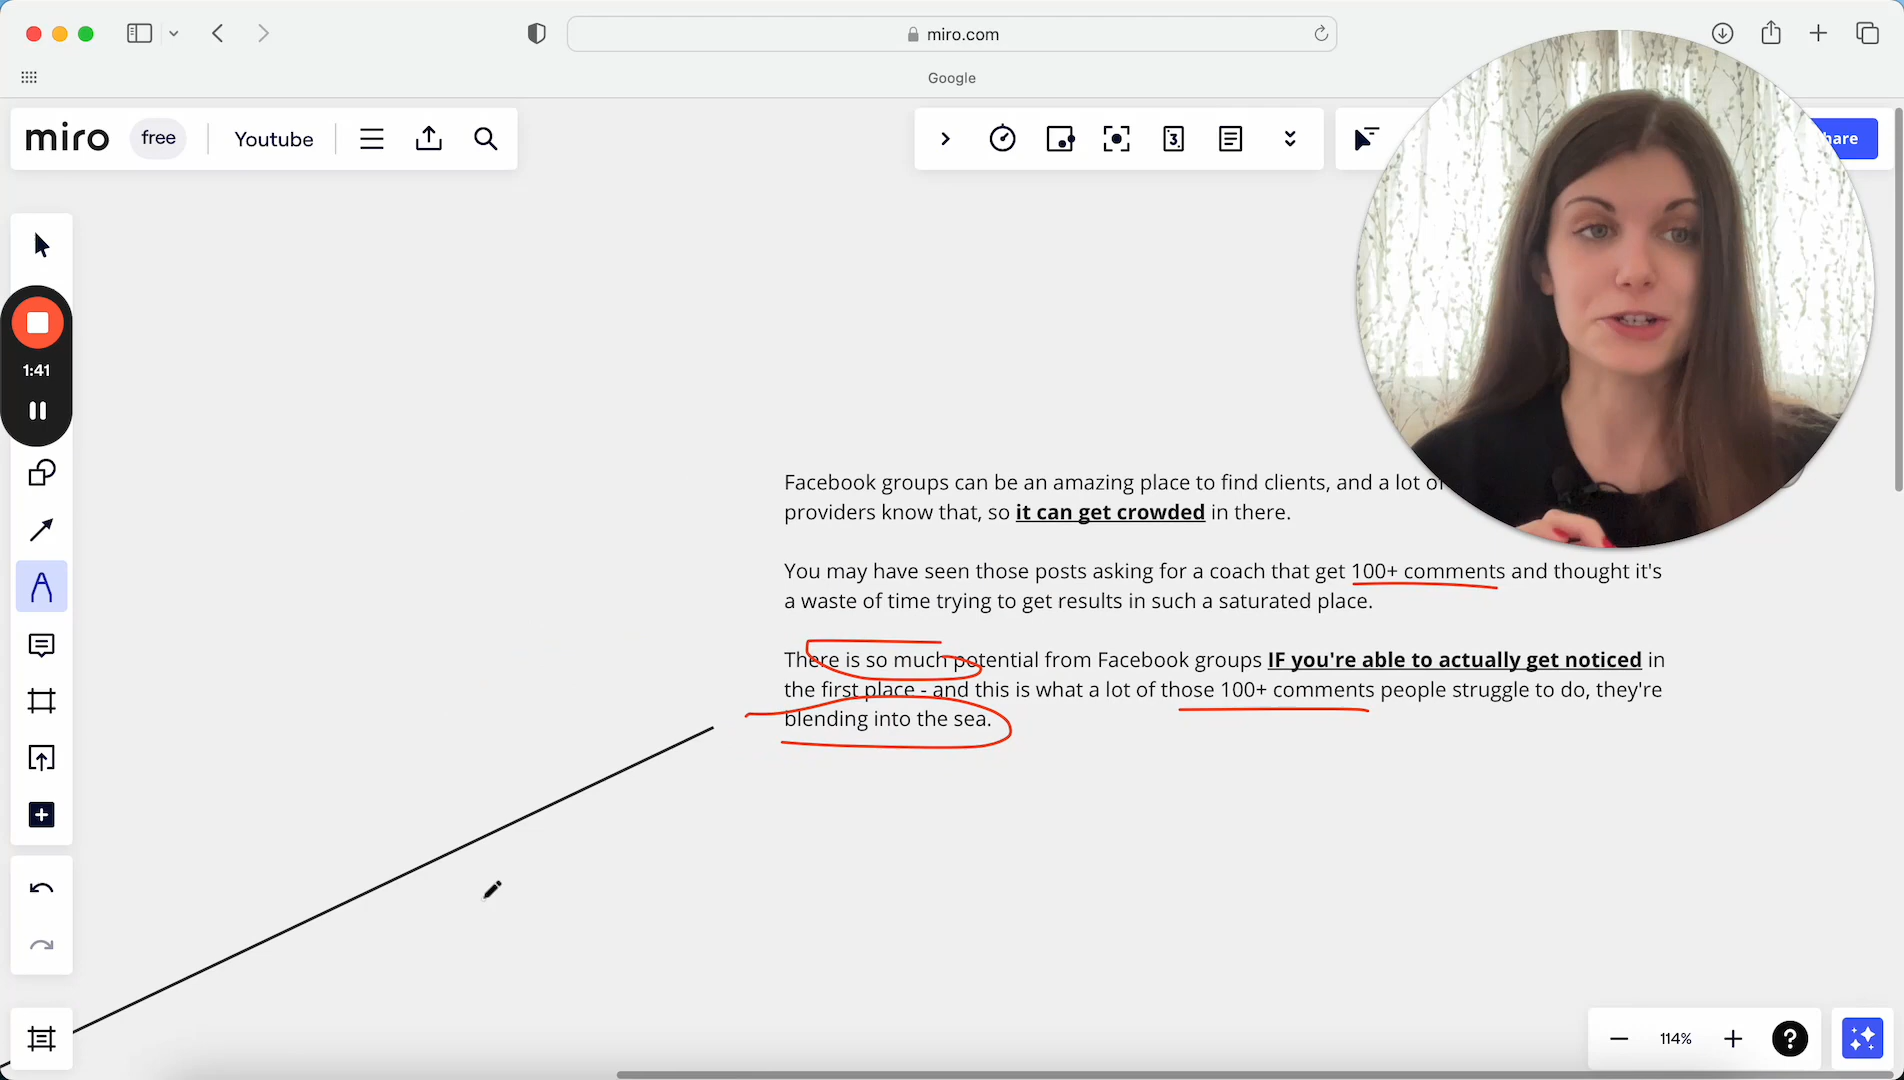 miro.com
Google
miro
free
Youtube
3
hare
1:41
Facebook groups can be an amazing place to find clients, and a lot of
providers know that, so it can get crowded in there.
You may have seen those posts asking for a coach that get 100+ comments and thought it's
a waste of time trying to get results in such a saturated place.
There is so much potential from Facebook groups IF you're able to actually get noticed in
the first place - and this is what a lot of those 100+ comments people struggle to do, they're
blending into the sea.
114%
?